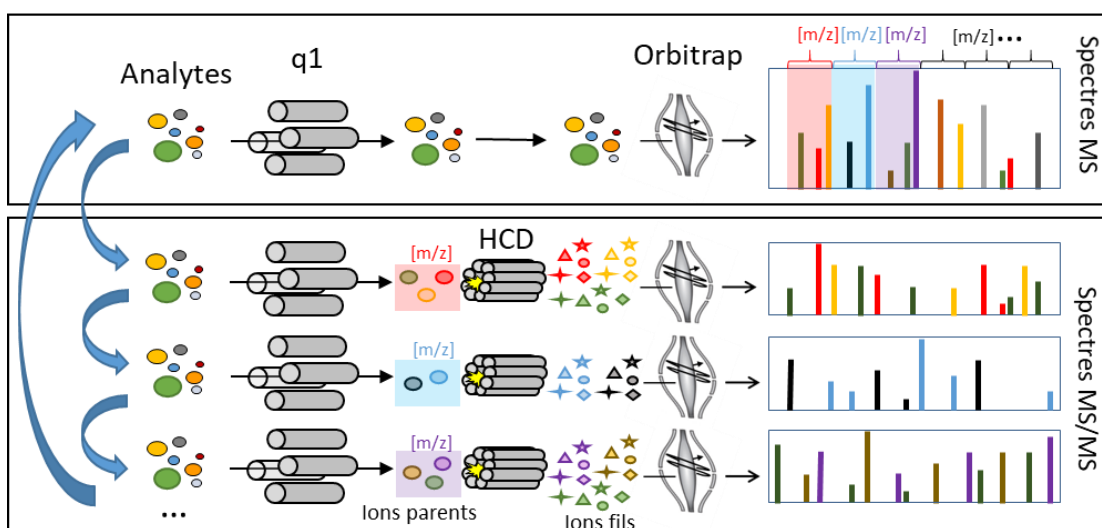 [m/z] [m/z] [m/z] [m/z] •••
Analytes
q1
Orbitrap
Spectres MS
HCD
[m/z]
[m/z]
[m/z]
Spectres MS/MS
•••
Ions parents
Ions fils